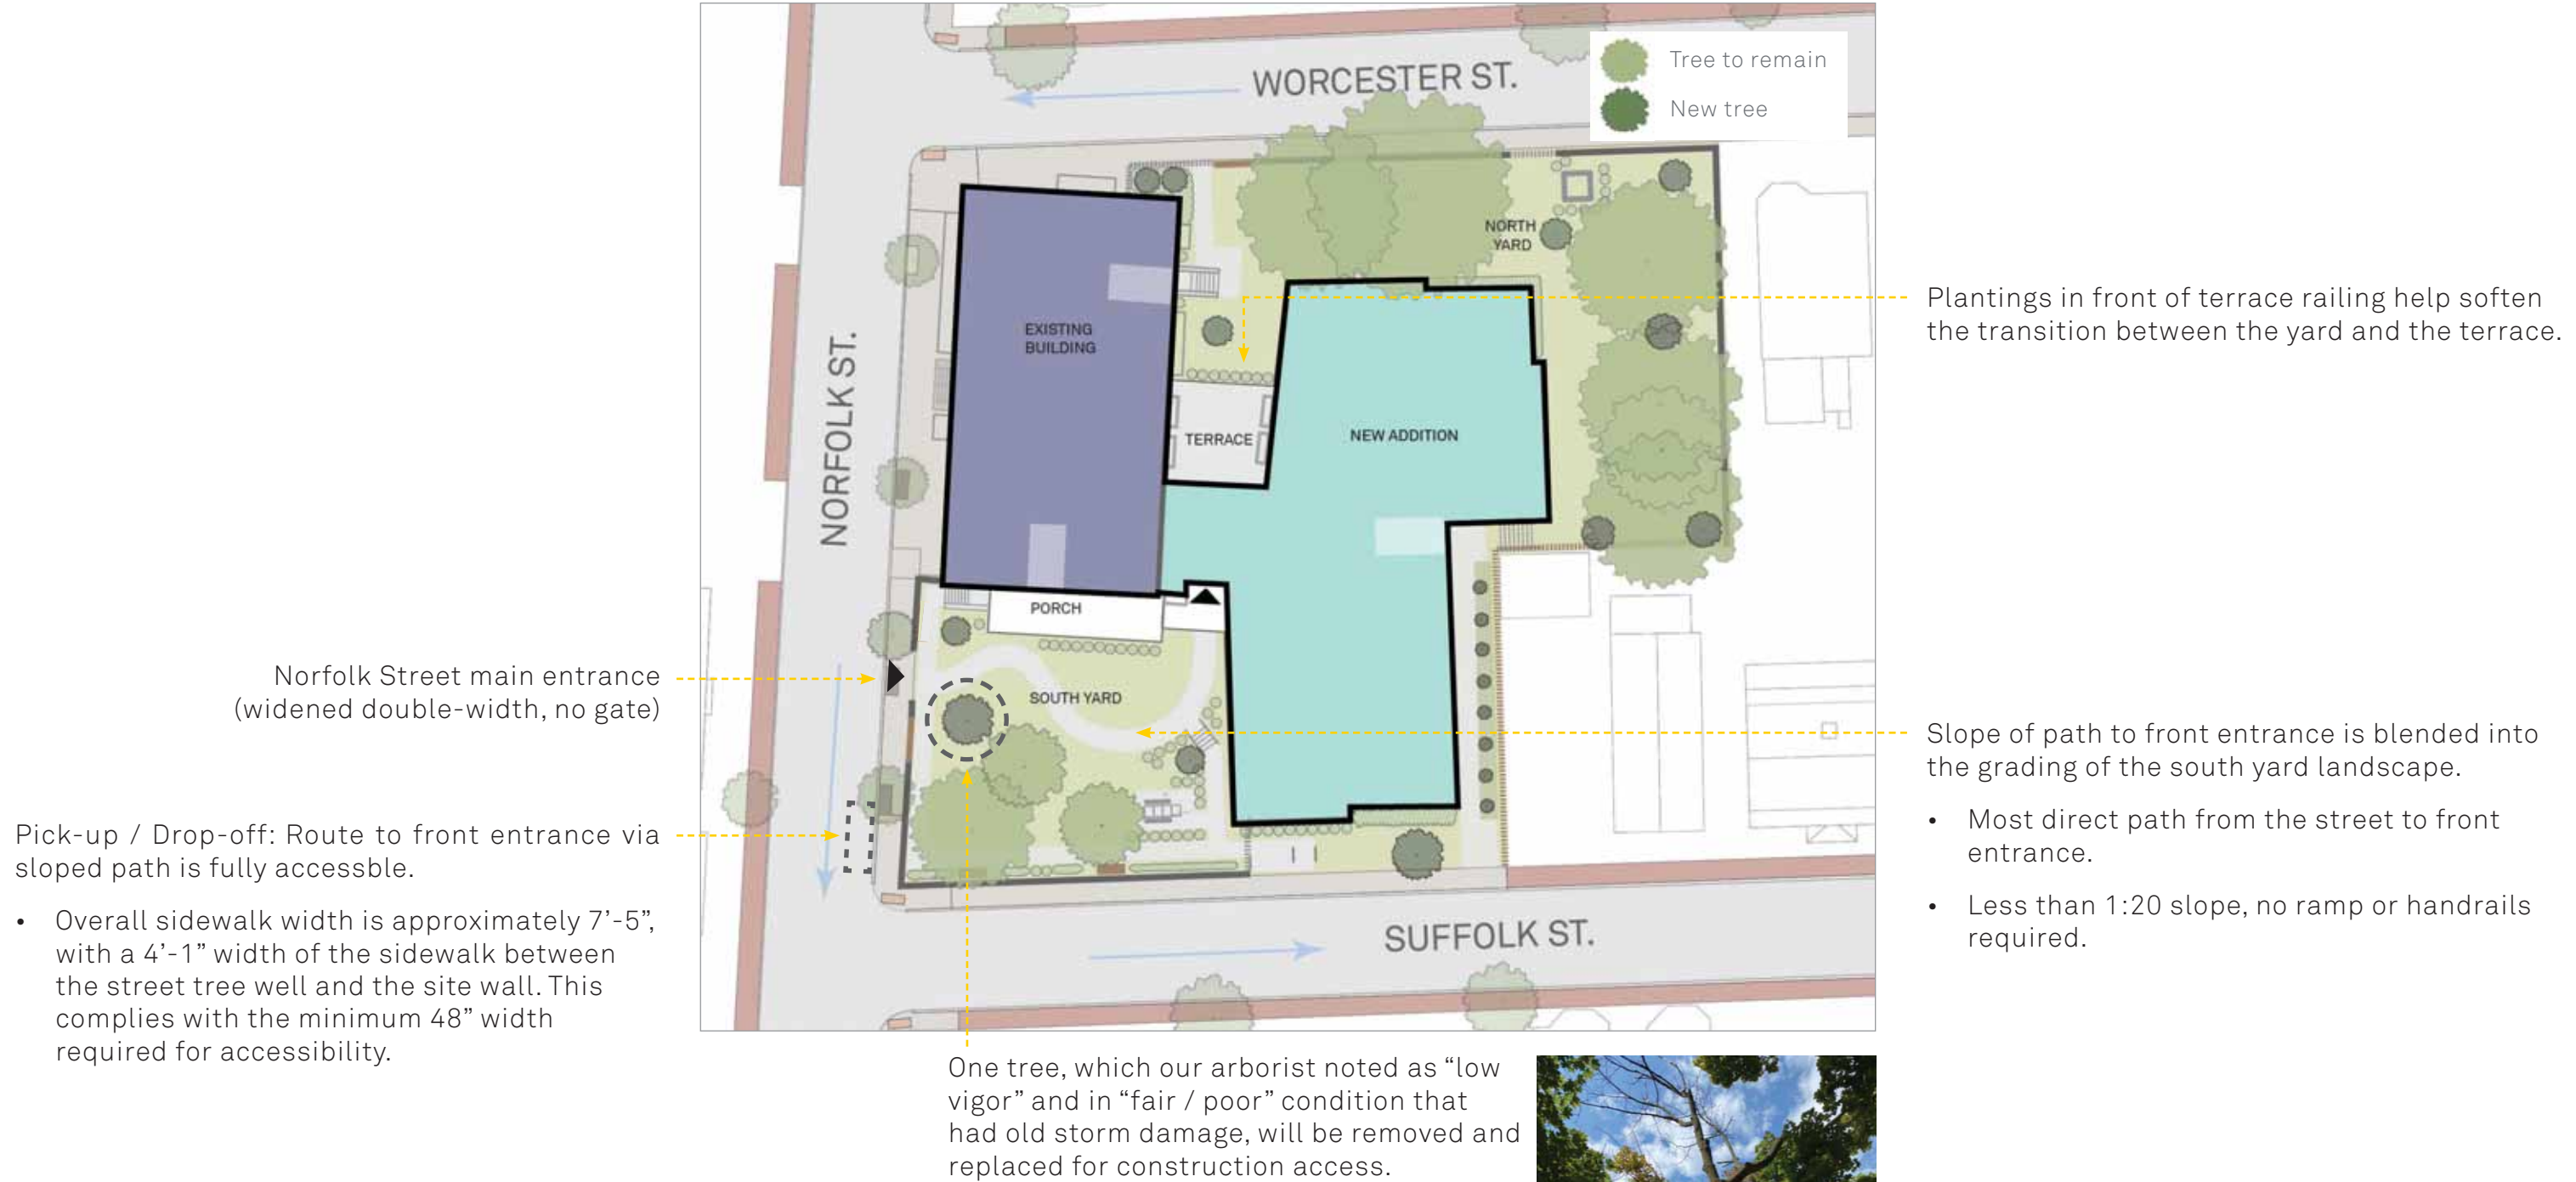 WORCESTER ST.
Tree to remain
New tree
NORTH
YARD
EXISTING
BUILDING
TERRACE
NEW ADDITION
NORFOLK ST.
PORCH
SOUTH YARD
SUFFOLK ST.
Plantings in front of terrace railing help soften
the transition between the yard and the terrace.
Norfolk Street main entrance
(widened double-width, no gate)
Pick-up / Drop-off: Route to front entrance via
sloped path is fully accessble.
• Overall sidewalk width is approximately 7’-5”,
with a 4’-1” width of the sidewalk between
the street tree well and the site wall. This
complies with the minimum 48” width
required for accessibility.
Slope of path to front entrance is blended into
the grading of the south yard landscape.
• Most direct path from the street to front
entrance.
• Less than 1:20 slope, no ramp or handrails
required.
One tree, which our arborist noted as “low
vigor” and in “fair / poor” condition that
had old storm damage, will be removed and
replaced for construction access.